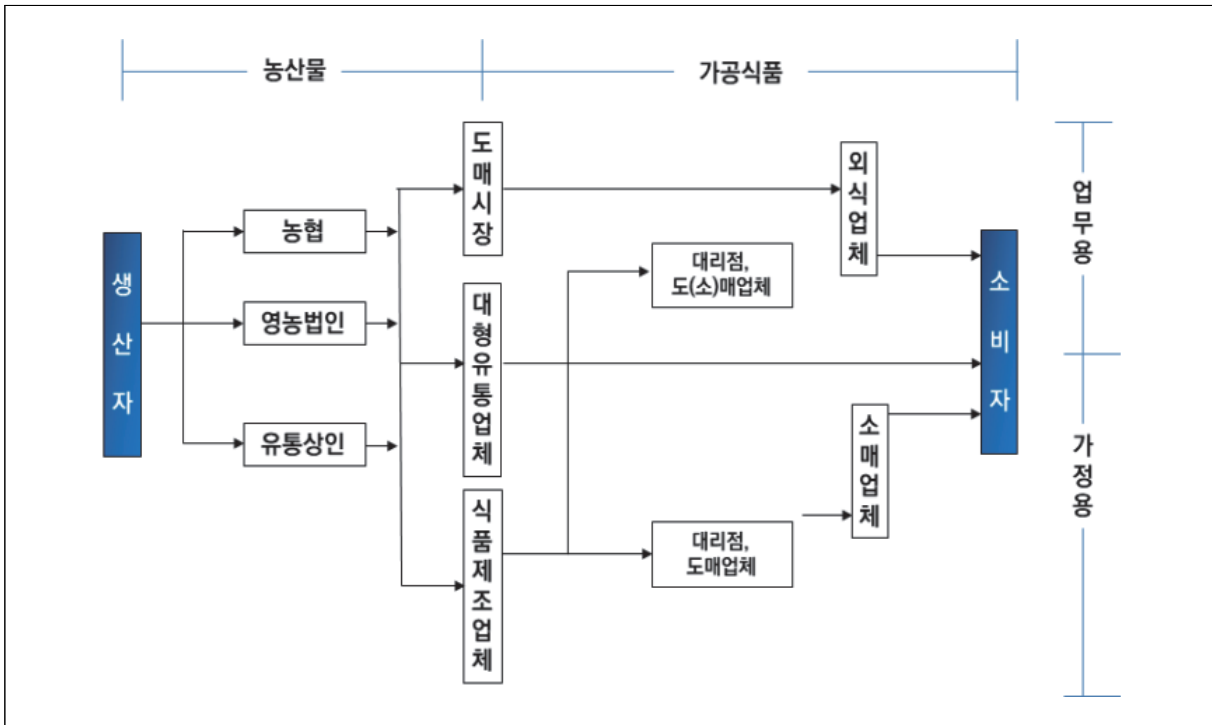 농산물
가공식품
생산자
농협
영농법인
유통상인
도매시장
대형유통업체
식품제조업체
대리점,
도(소)매업체
대리점,
도매업체
외식업체
소매업체
소비자
업무용
가정용